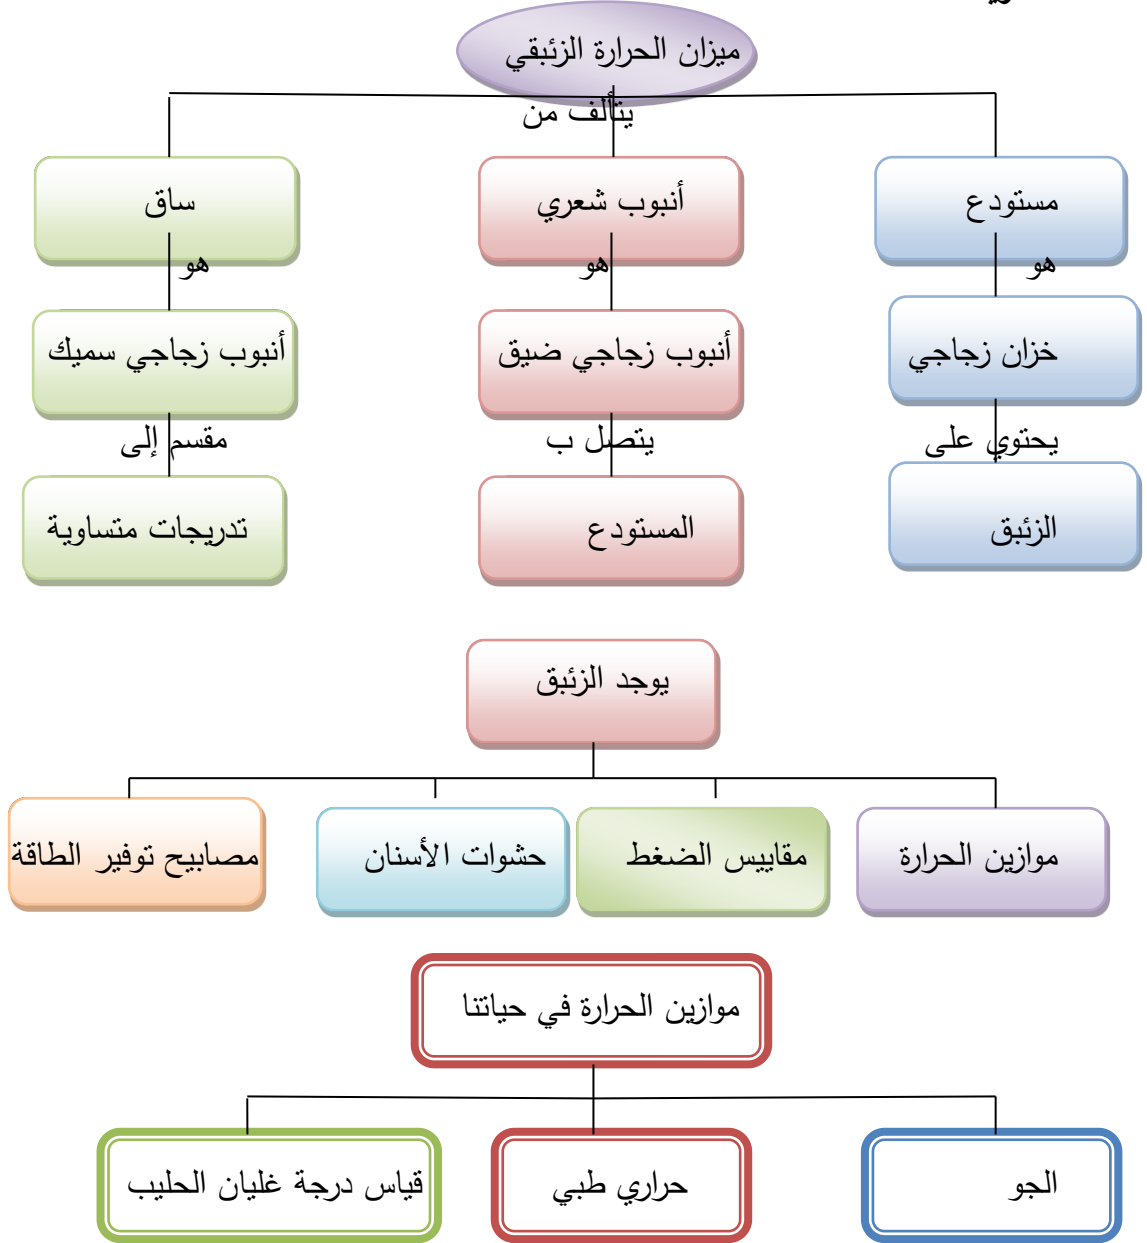 ميزان الحرارة الزئبقي
يتألف من
مستودع
أنبوب شعري
ساق
هو
هو
هو
خزان زجاجي
أنبوب زجاجي ضيق
أنبوب زجاجي سميك
يحتوي على
يتصل ب
مقسم إلى
الزئبق
المستودع
تدريجات متساوية
يوجد الزئبق
موازين الحرارة
مقاييس الضغط
حشوات الأسنان
مصابيح توفير الطاقة
موازين الحرارة في حياتنا
الجو
حراري طبي
قياس درجة غليان الحليب